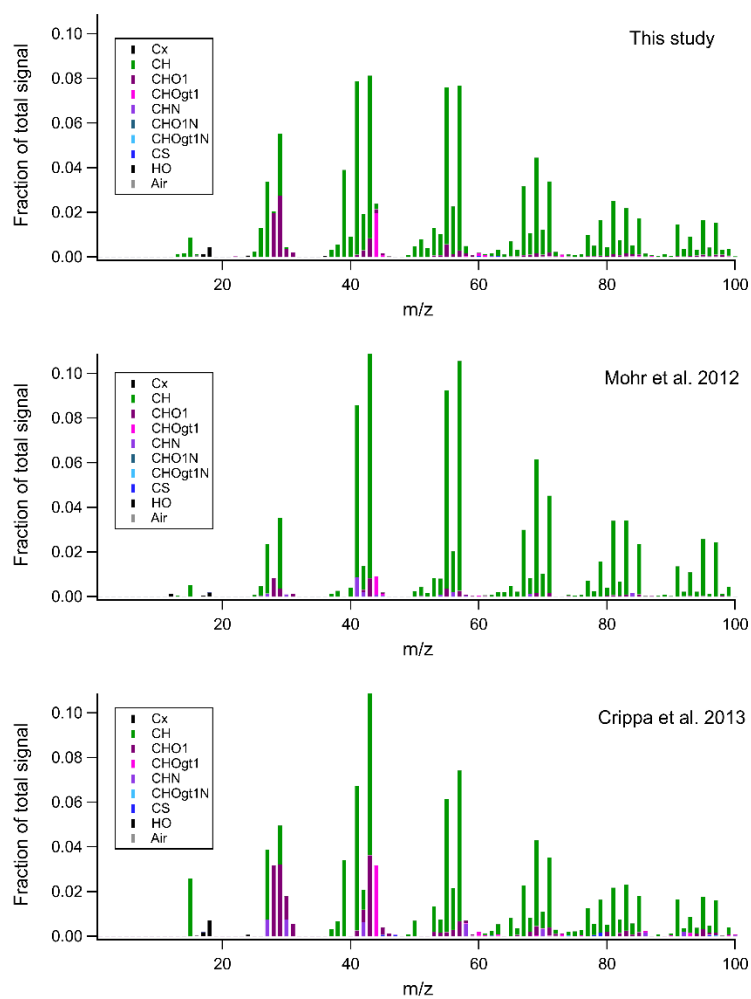 This study
Cx
CH
CHO1
CHOgt1
CHN
CHO1N
CHOgt1N
CS
HO
Air
Fraction of total signal
0.10
0.08
0.06
0.04
0.02
0.00
20
40
60
80
100
m/z
Mohr et al. 2012
Cx
CH
CHO1
CHOgt1
CHN
CHO1N
CHOgt1N
CS
HO
Air
Fraction of total signal
0.10
0.08
0.06
0.04
0.02
0.00
20
40
60
80
100
m/z
Crippa et al. 2013
Cx
CH
CHO1
CHOgt1
CHN
CHOgt1N
CS
HO
Air
Fraction of total signal
0.10
0.08
0.06
0.04
0.02
0.00
20
40
60
80
100
m/z